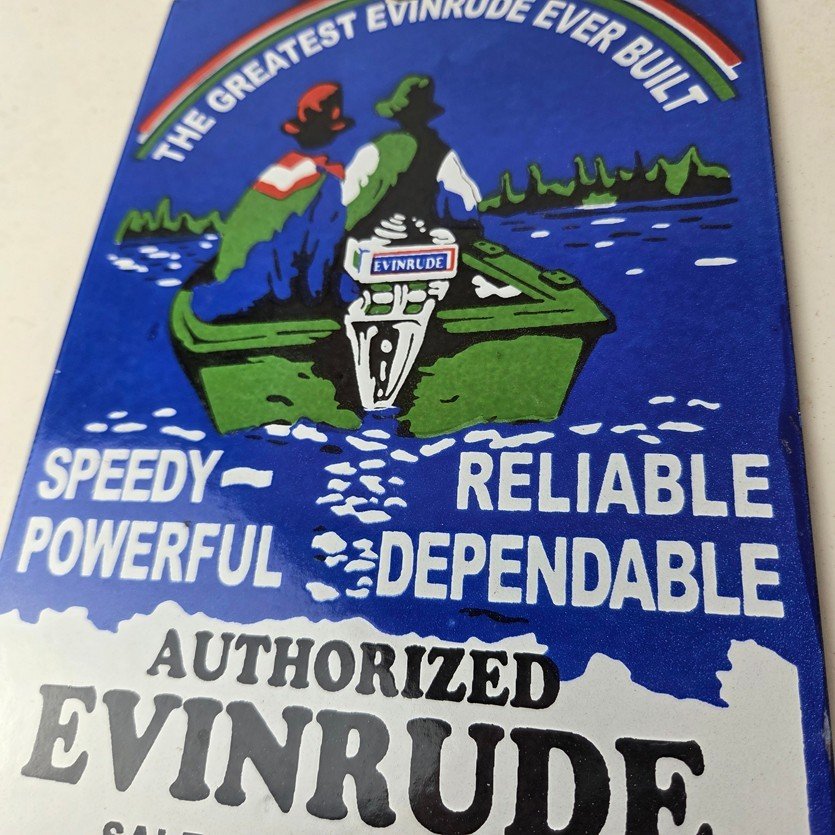 THE GREATEST EVINRUDE EVER BUILT
EVINRUDE
SPEEDY RELIABLE
POWERFUL DEPENDABLE
AUTHORIZED
EVINRUDE